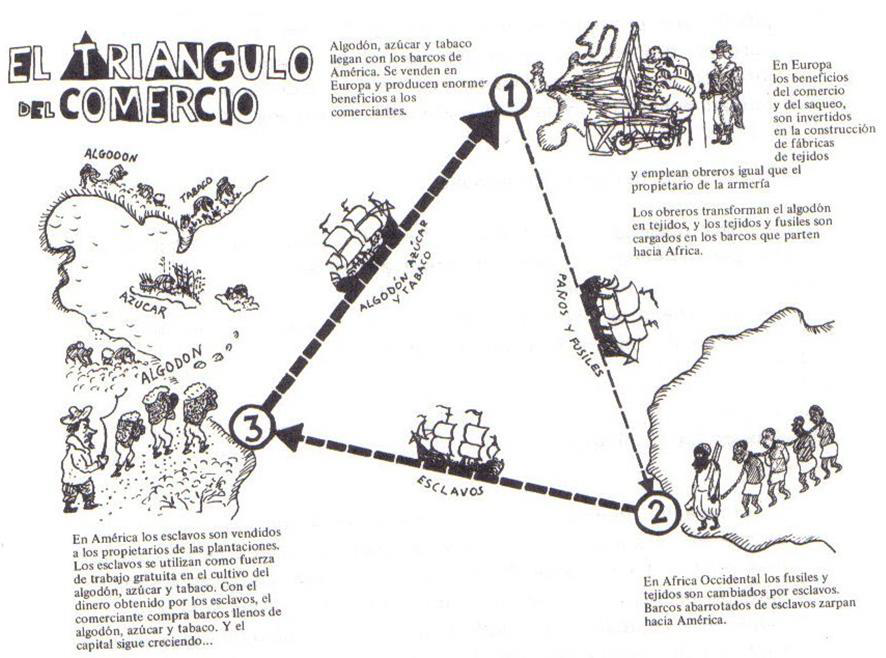 EL TRIANGULO
DEL COMERCIO
Algodón, azúcar y tabaco
llegan con los barcos de
América. Se venden en
Europa y producen enorme
beneficios a los
comerciantes.
1
En Europa
los beneficios
del comercio
y del saqueo,
son invertidos
en la construcción
de fábricas
de tejidos
y emplean obreros igual que el
propietario de la armería
Los obreros transforman el algodón
en tejidos, y los tejidos y fusiles son
cargados en los barcos que parten
hacia Africa.
ALGODON
TABACO
AZUCAR
ALGODON
ALGODON AZÚCAR
Y TABACO
PAÑOS Y FUSILES
3
ESCLAVOS
2
En América los esclavos son vendidos
a los propietarios de las plantaciones.
Los esclavos se utilizan como fuerza
de trabajo gratuita en el cultivo del
algodón, azúcar y tabaco. Con el
dinero obtenido por los esclavos, el
comerciante compra barcos llenos de
algodón, azúcar y tabaco. Y el
capital sigue creciendo...
En Africa Occidental los fusiles y
tejidos son cambiados por esclavos.
Barcos abarrotados de esclavos zarpan
hacia América.